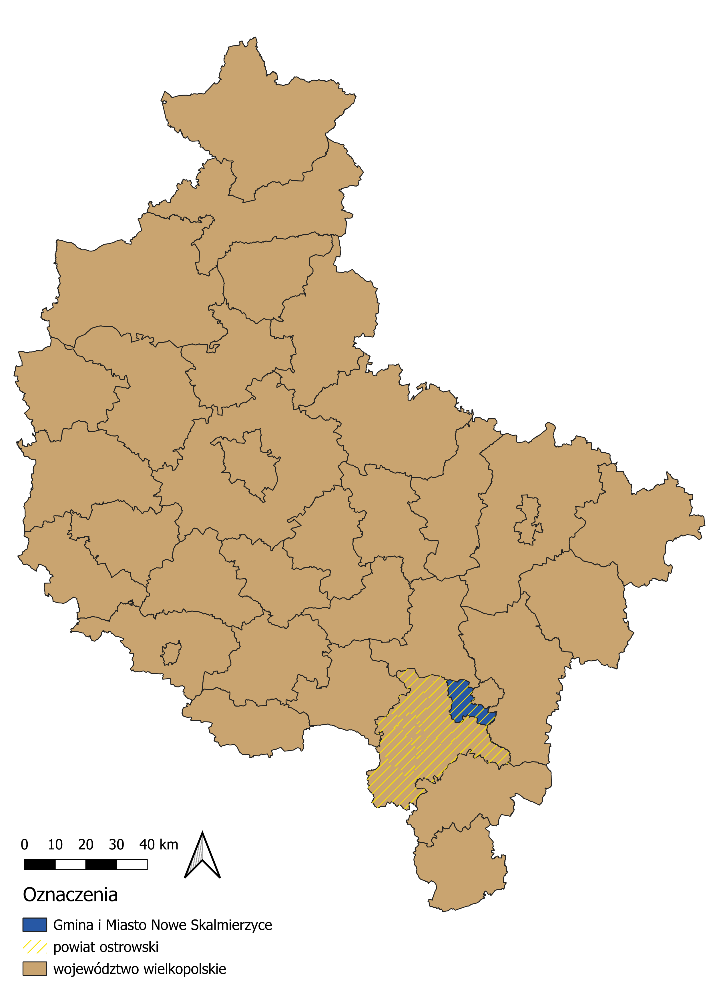 0 10 20 30 40 km
Oznaczenia
Gmina i Miasto Nowe Skalmierzyce
powiat ostrowski
województwo wielkopolskie